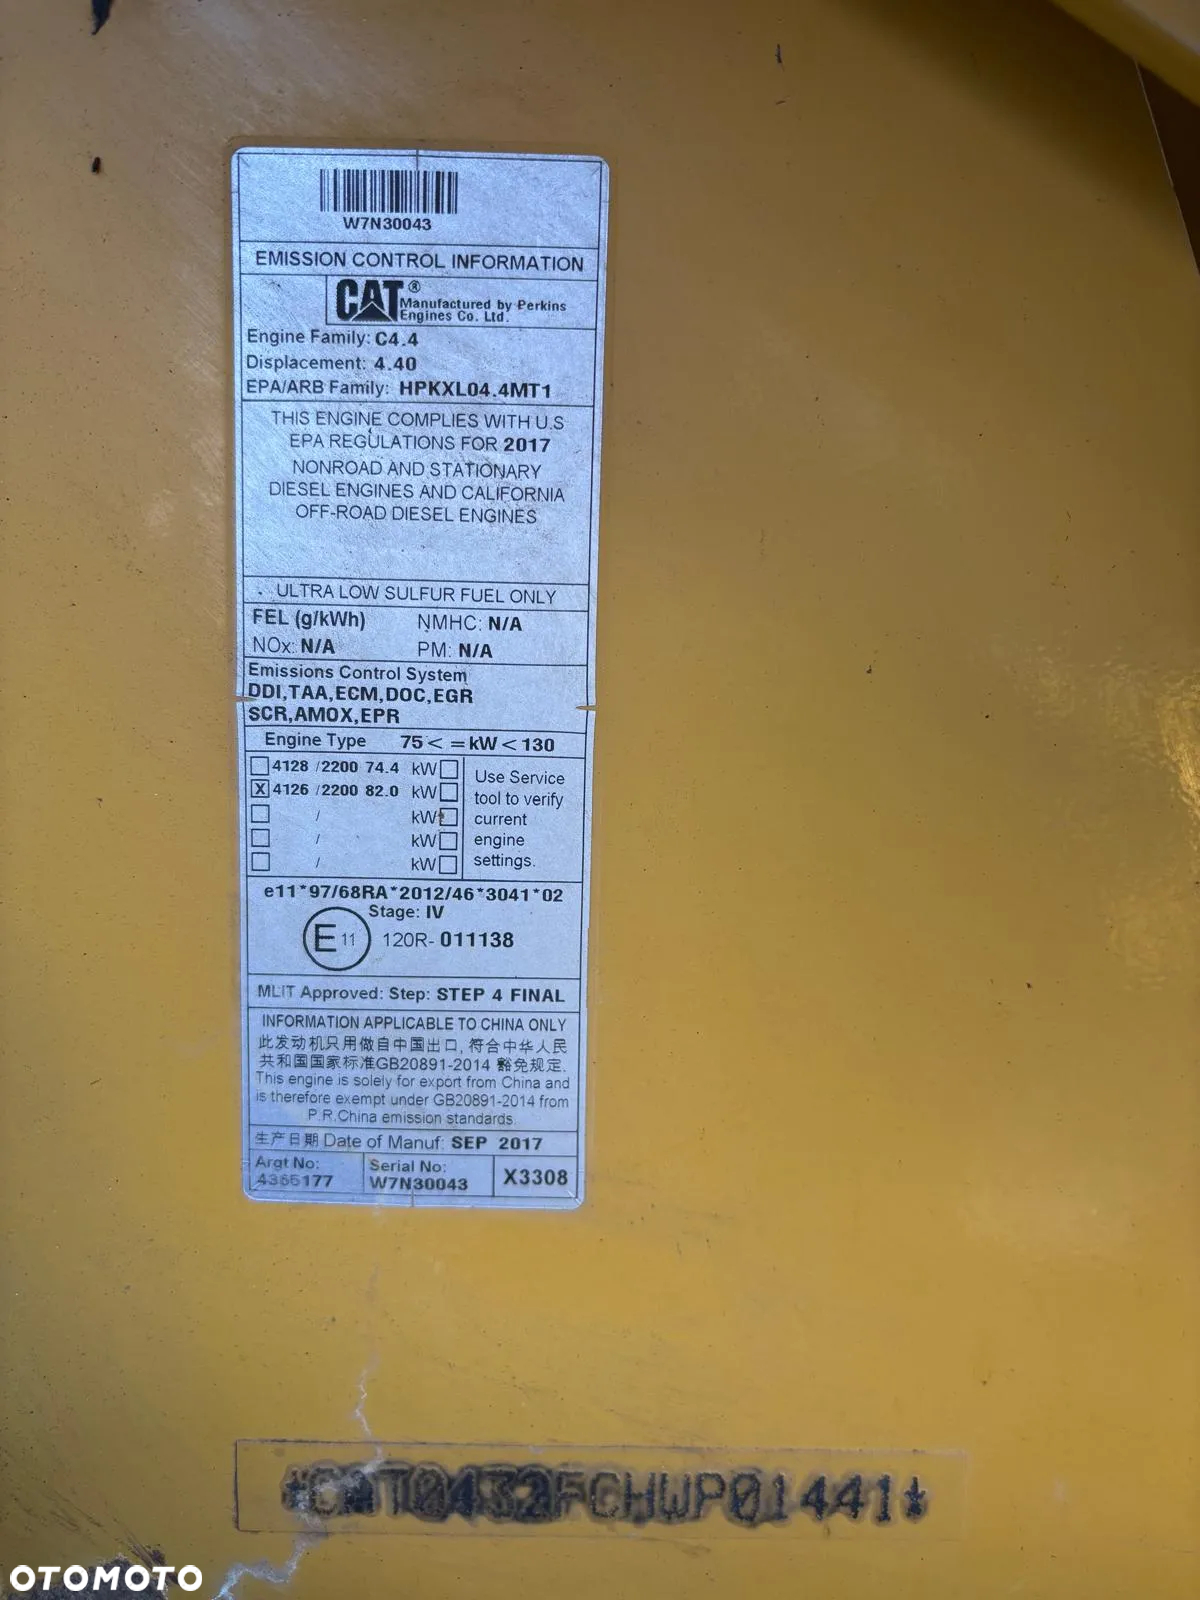 W7N30043
EMISSION CONTROL INFORMATION
CAT® Manufactured by Perkins
Engines Co. Ltd.
Engine Family: C4.4
Displacement: 4.40
EPA/ARB Family: HPKXL04.4MT1
THIS ENGINE COMPLIES WITH U.S
EPA REGULATIONS FOR 2017
NONROAD AND STATIONARY
DIESEL ENGINES AND CALIFORNIA
OFF-ROAD DIESEL ENGINES
ULTRA LOW SULFUR FUEL ONLY
FEL (g/kWh) NMHC: N/A
NOx: N/A PM: N/A
Emissions Control System
DDI,TAA,ECM,DOC,EGR
SCR,AMOX,EPR
Engine Type 75< =kW<130
4128 /2200 74.4 kW
X 4126 /2200 82.0 kW
/ kW
/ kW
/ kW
Use Service
tool to verify
current
engine
settings.
e11*97/68RA*2012/46*3041*02
Stage: IV
E 11 120R- 011138
MLIT Approved: Step: STEP 4 FINAL
INFORMATION APPLICABLE TO CHINA ONLY
此发动机只用做自中国出口, 符合中华人民
共和国国家标准GB20891-2014 豁免规定.
This engine is solely for export from China and
is therefore exempt under GB20891-2014 from
P.R.China emission standards.
生产日期 Date of Manuf: SEP 2017
Argt No:
4365177
Serial No:
W7N30043
X3308
*CAT0432FCHWP01441*
OTOMOTO